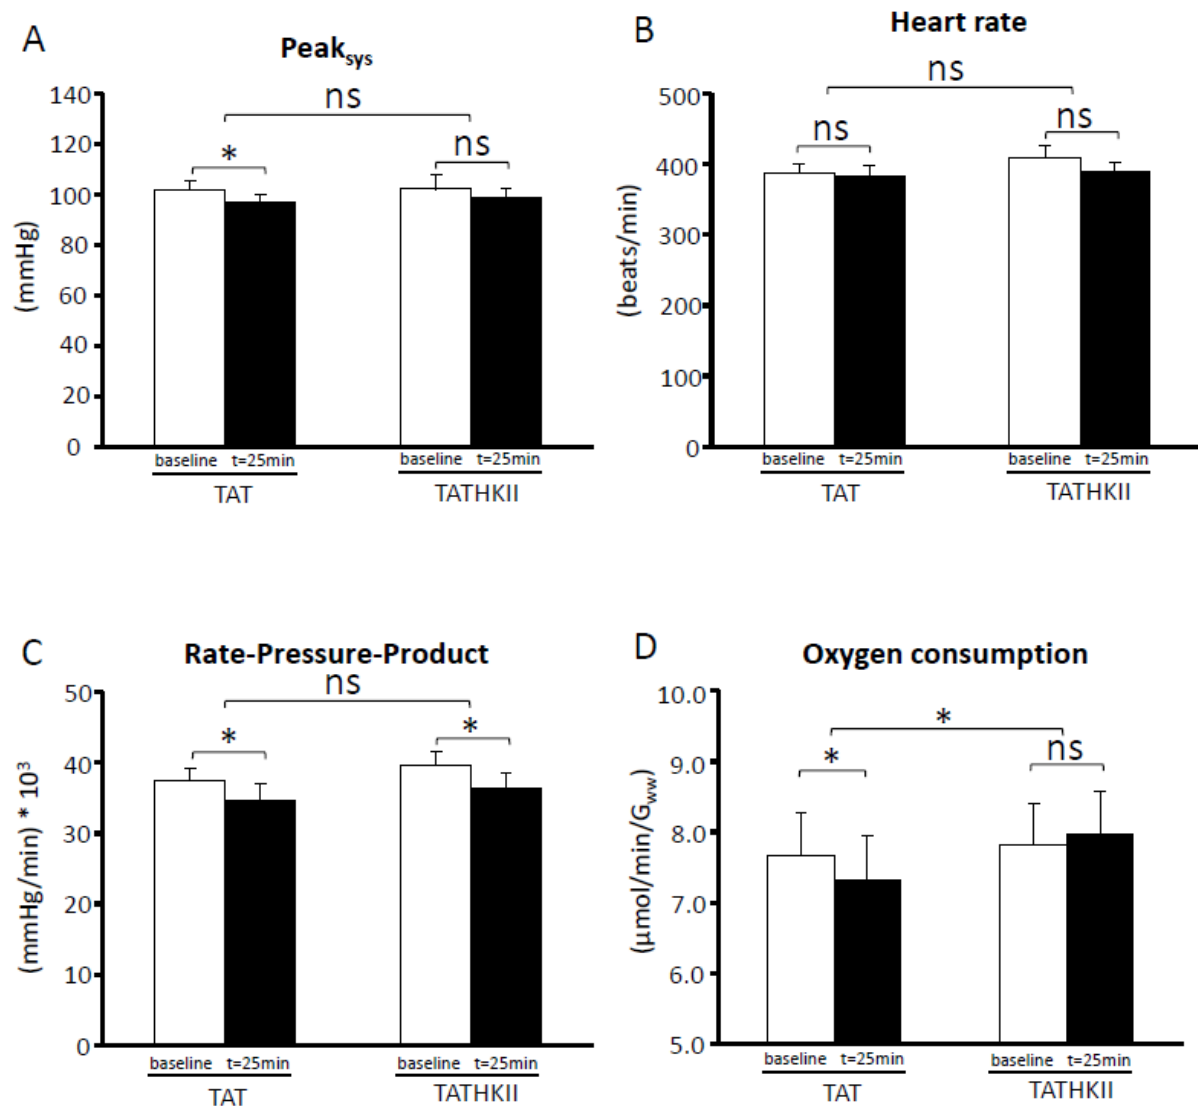 A
Peaksys
ns
*
ns
140
120
100
80
60
40
20
0
(mmHg)
baseline t=25min
baseline t=25min
TAT
TATHKII
B
Heart rate
ns
ns
ns
500
400
300
200
100
0
(beats/min)
baseline t=25min
baseline t=25min
TAT
TATHKII
C
Rate-Pressure-Product
ns
*
*
50
40
30
20
10
0
(mmHg/min) * 10³
baseline t=25min
baseline t=25min
TAT
TATHKII
D
Oxygen consumption
*
*
ns
10.0
9.0
8.0
7.0
6.0
5.0
(μmol/min/Gww)
baseline t=25min
baseline t=25min
TAT
TATHKII